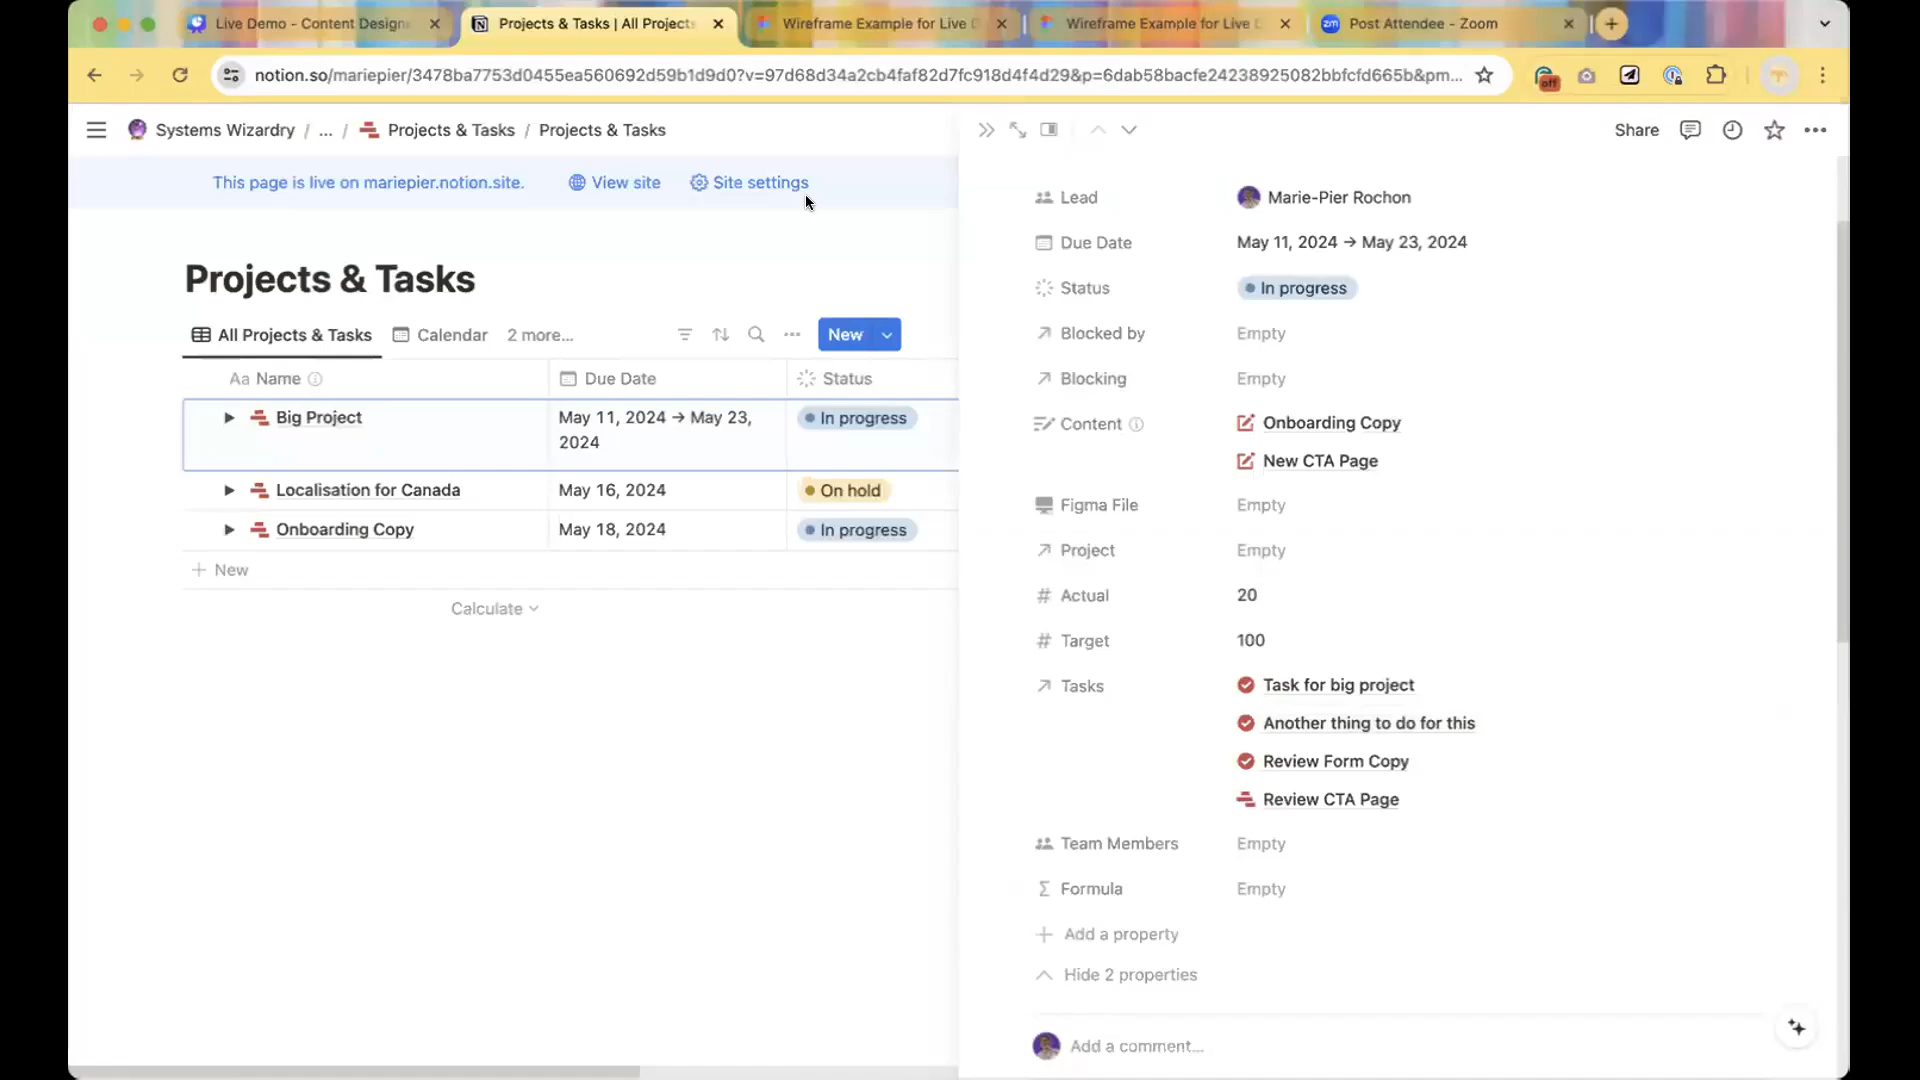 Live Demo - Content Design
Projects & Tasks | All Projects
Wireframe Example for Live D
Wireframe Example for Live D
zm Post Attendee - Zoom
notion.so/mariepier/3478ba7753d0455ea560692d59b1d9d0?v=97d68d34a2cb4faf82d7fc918d4f4d29&p=6dab58bacfe24238925082bbfcfd665b&pm...
off
Systems Wizardry / ... / Projects & Tasks / Projects & Tasks
Share
This page is live on mariepier.notion.site.
View site
Site settings
Projects & Tasks
All Projects & Tasks
Calendar
2 more...
New
Aa Name
Due Date
Status
Big Project
May 11, 2024 → May 23, 2024
In progress
Localisation for Canada
May 16, 2024
On hold
Onboarding Copy
May 18, 2024
In progress
+ New
Calculate
Lead
Marie-Pier Rochon
Due Date
May 11, 2024 → May 23, 2024
Status
In progress
Blocked by
Empty
Blocking
Empty
Content
Onboarding Copy
New CTA Page
Figma File
Empty
Project
Empty
# Actual
20
# Target
100
Tasks
Task for big project
Another thing to do for this
Review Form Copy
Review CTA Page
Team Members
Empty
Σ Formula
Empty
+ Add a property
Hide 2 properties
Add a comment...